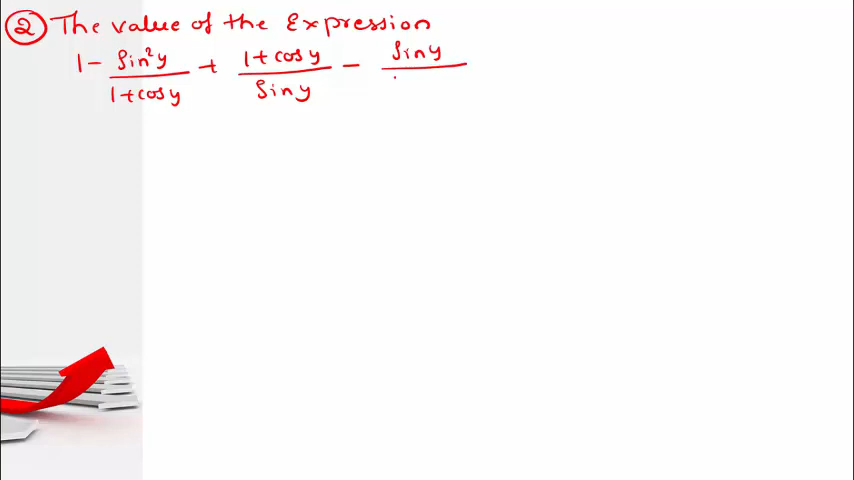 ② The value of the Expression
1 - sin²y / 1+cosy + 1+cosy / siny - siny /